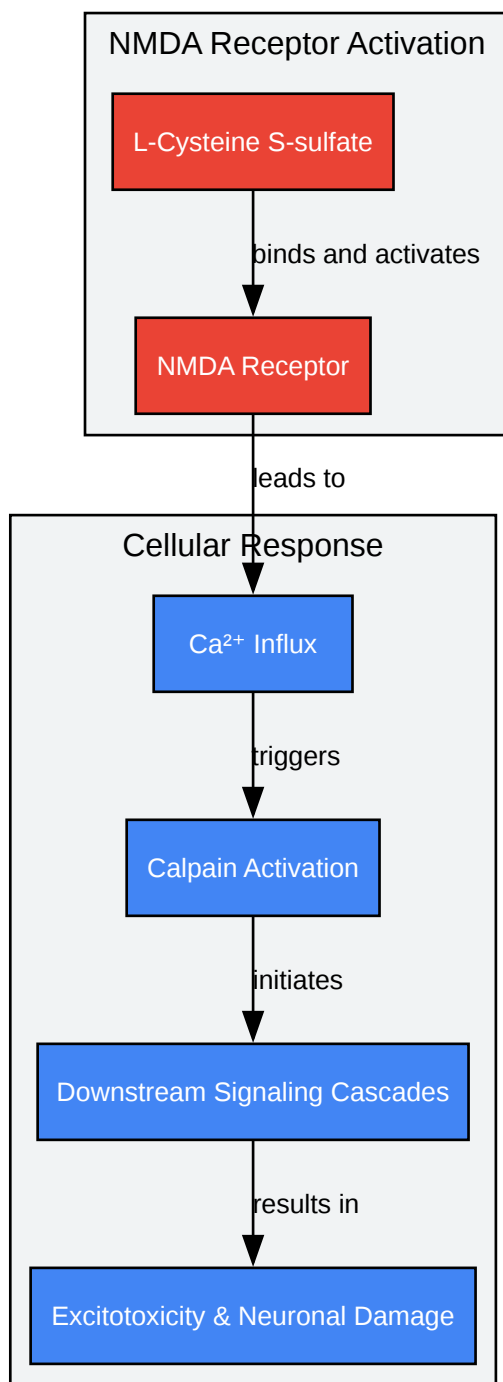 NMDA Receptor Activation
L-Cysteine S-sulfate
binds and activates
NMDA Receptor
leads to
Cellular Response
Ca²⁺ Influx
triggers
Calpain Activation
initiates
Downstream Signaling Cascades
results in
Excitotoxicity & Neuronal Damage